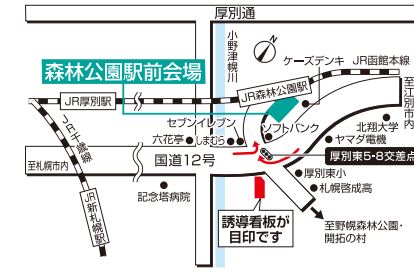 厚別通
小野津幌川
N
ケーズデンキ
JR函館本線
森林公園駅前会場
JR森林公園駅
至江別市内
JR厚別駅
セブンイレブン
ソフトバンク
北翔大学
JR千歳線
六花亭
しまむら
ヤマダ電機
国道12号
厚別東5-8交差点
至札幌市内
厚別東小
記念塔病院
札幌啓成高
JR新札幌駅
誘導看板が
目印です
至野幌森林公園・
開拓の村